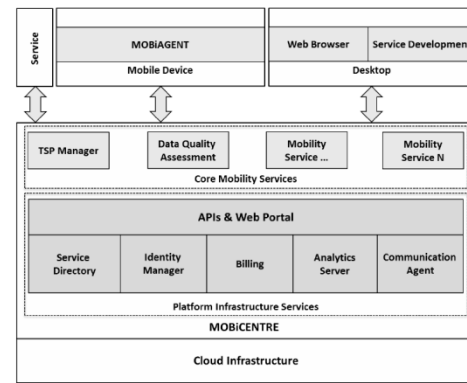 Service
MOBiAGENT
Mobile Device
Web Browser
Service Development
Desktop
TSP Manager
Data Quality
Assessment
Mobility
Service ...
Mobility
Service N
Core Mobility Services
APIs & Web Portal
Service
Directory
Identity
Manager
Billing
Analytics
Server
Communication
Agent
Platform Infrastructure Services
MOBiCENTRE
Cloud Infrastructure